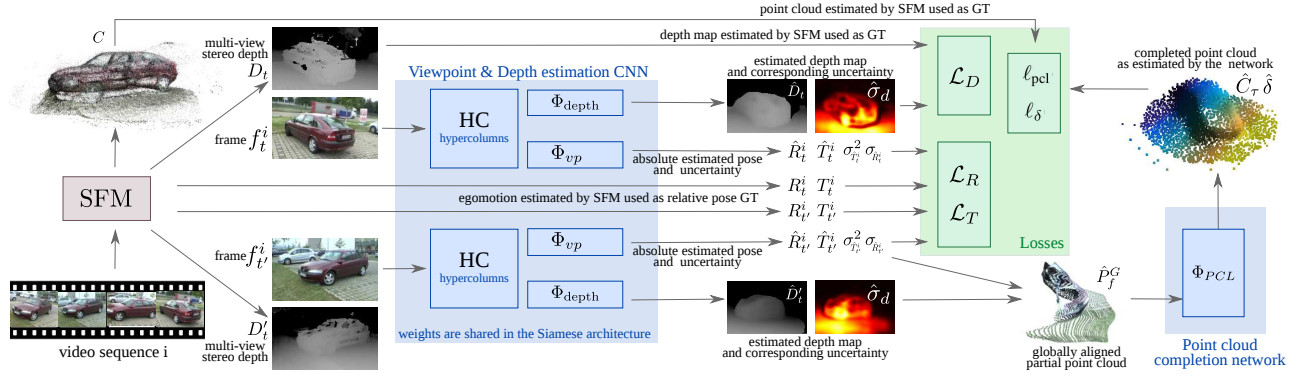 point cloud estimated by SFM used as GT
C
multi-view
stereo depth
D_t
depth map estimated by SFM used as GT
Viewpoint & Depth estimation CNN
estimated depth map
and corresponding uncertainty
D̂_t
σ̂_d
frame f_t^i
HC
hypercolumns
Φ_depth
Φ_vp
absolute estimated pose
and uncertainty
R̂_t^i T̂_t^i σ²_{T̂_t^i} σ_{R̂_t^i}
SFM
R_t^i T_t^i
egomotion estimated by SFM used as relative pose GT
R_{t'}^i T_{t'}^i
frame f_{t'}^i
HC
hypercolumns
Φ_vp
Φ_depth
absolute estimated pose
and uncertainty
R̂_{t'}^i T̂_{t'}^i σ²_{T̂_{t'}^i} σ_{R̂_{t'}^i}
D̂'_t
σ̂_d
estimated depth map
and corresponding uncertainty
weights are shared in the Siamese architecture
D'_t
multi-view
stereo depth
video sequence i
ℒ_D
ℓ_pcl
ℓ_δ
ℒ_R
ℒ_T
Losses
completed point cloud
as estimated by the network
Ĉ_τ δ̂
P̂_f^G
globally aligned
partial point cloud
Φ_PCL
Point cloud
completion network